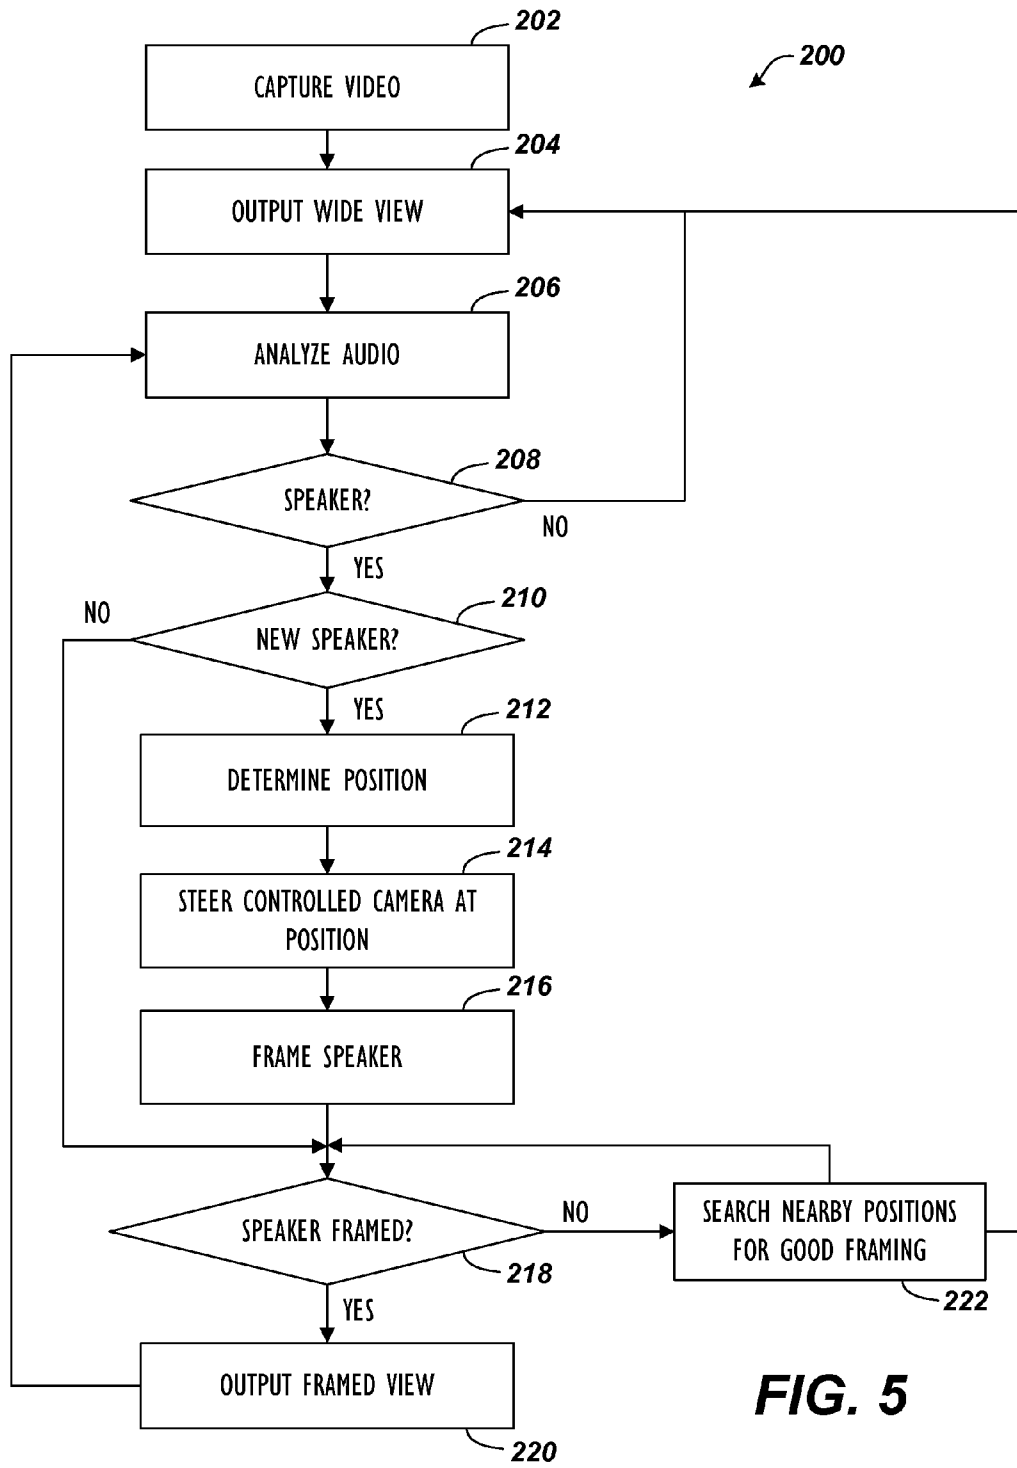 202
200
CAPTURE VIDEO
204
OUTPUT WIDE VIEW
206
ANALYZE AUDIO
208
SPEAKER?
NO
YES
210
NO
NEW SPEAKER?
YES
212
DETERMINE POSITION
214
STEER CONTROLLED CAMERA AT
POSITION
216
FRAME SPEAKER
SPEAKER FRAMED?
NO
SEARCH NEARBY POSITIONS
FOR GOOD FRAMING
218
222
YES
OUTPUT FRAMED VIEW
220
FIG. 5